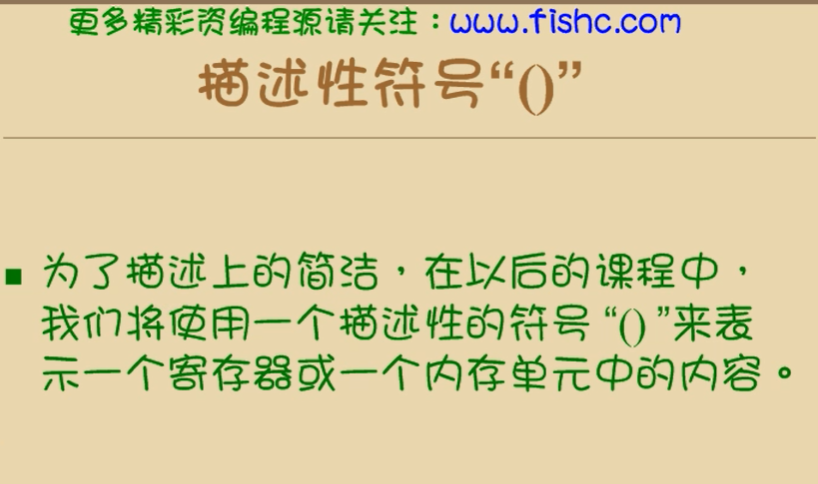 更多精彩资编程源请关注：www.fishc.com
描述性符号“()”
■ 为了描述上的简洁，在以后的课程中，
我们将使用一个描述性的符号 “() ”来表
示一个寄存器或一个内存单元中的内容。